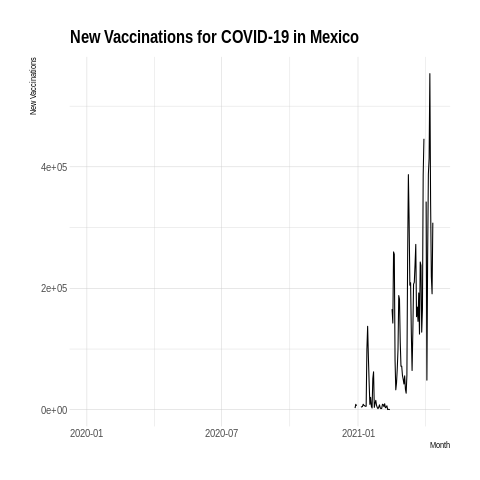 New Vaccinations for COVID-19 in Mexico
New Vaccinations
4e+05
2e+05
0e+00
2020-01 2020-07 2021-01
Month